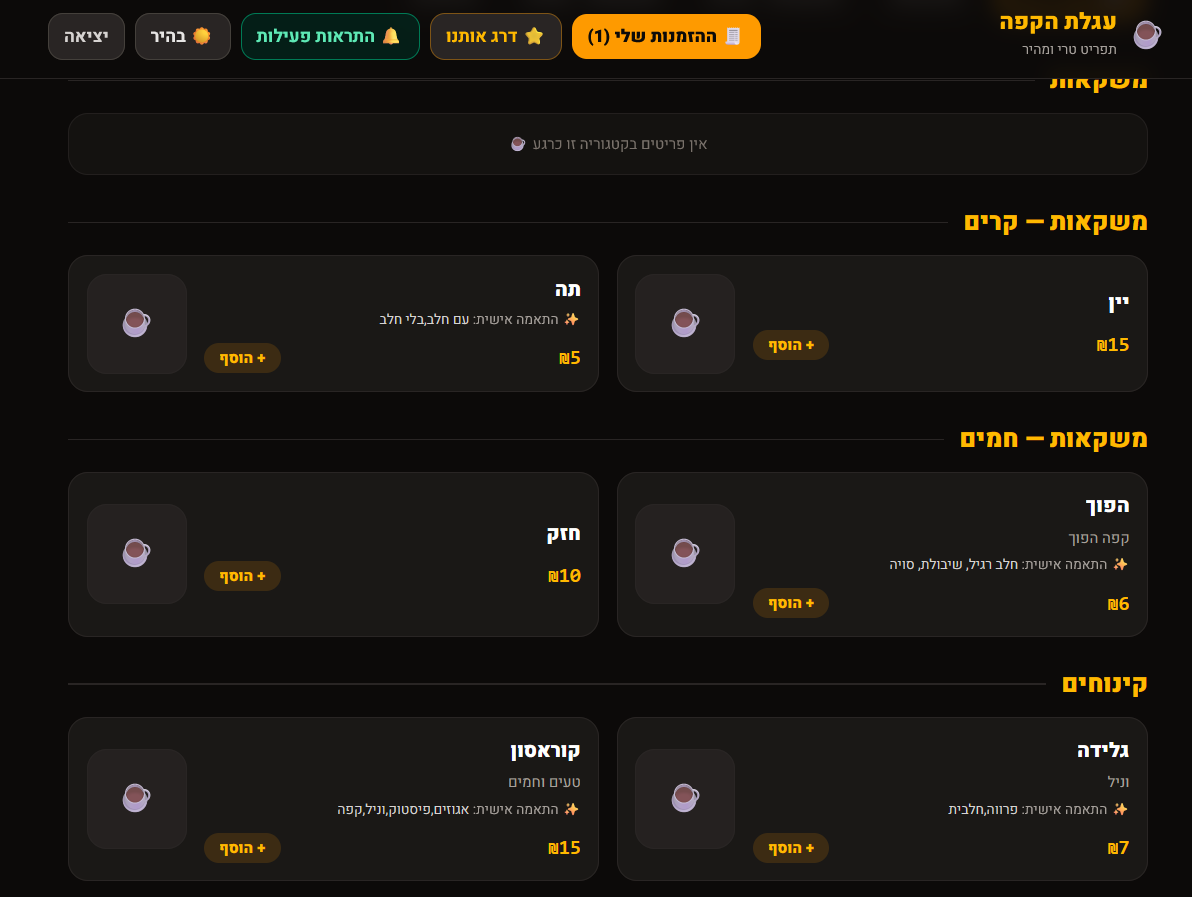 עגלת הקפה
תפריט טרי ומהיר
ההזמנות שלי (1)
דרג אותנו
התראות פעילות
בהיר
יציאה
משקאות
אין פריטים בקטגוריה זו כרגע
משקאות — קרים
יין
₪15
+ הוסף
תה
התאמה אישית: עם חלב,בלי חלב
₪5
+ הוסף
משקאות — חמים
הפוך
קפה הפוך
התאמה אישית: חלב רגיל, שיבולת, סויה
₪6
+ הוסף
חזק
₪10
+ הוסף
קינוחים
גלידה
וניל
התאמה אישית: פרווה,חלבית
₪7
+ הוסף
קוראסון
טעים וחמים
התאמה אישית: אגוזים,פיסטוק,וניל,קפה
₪15
+ הוסף